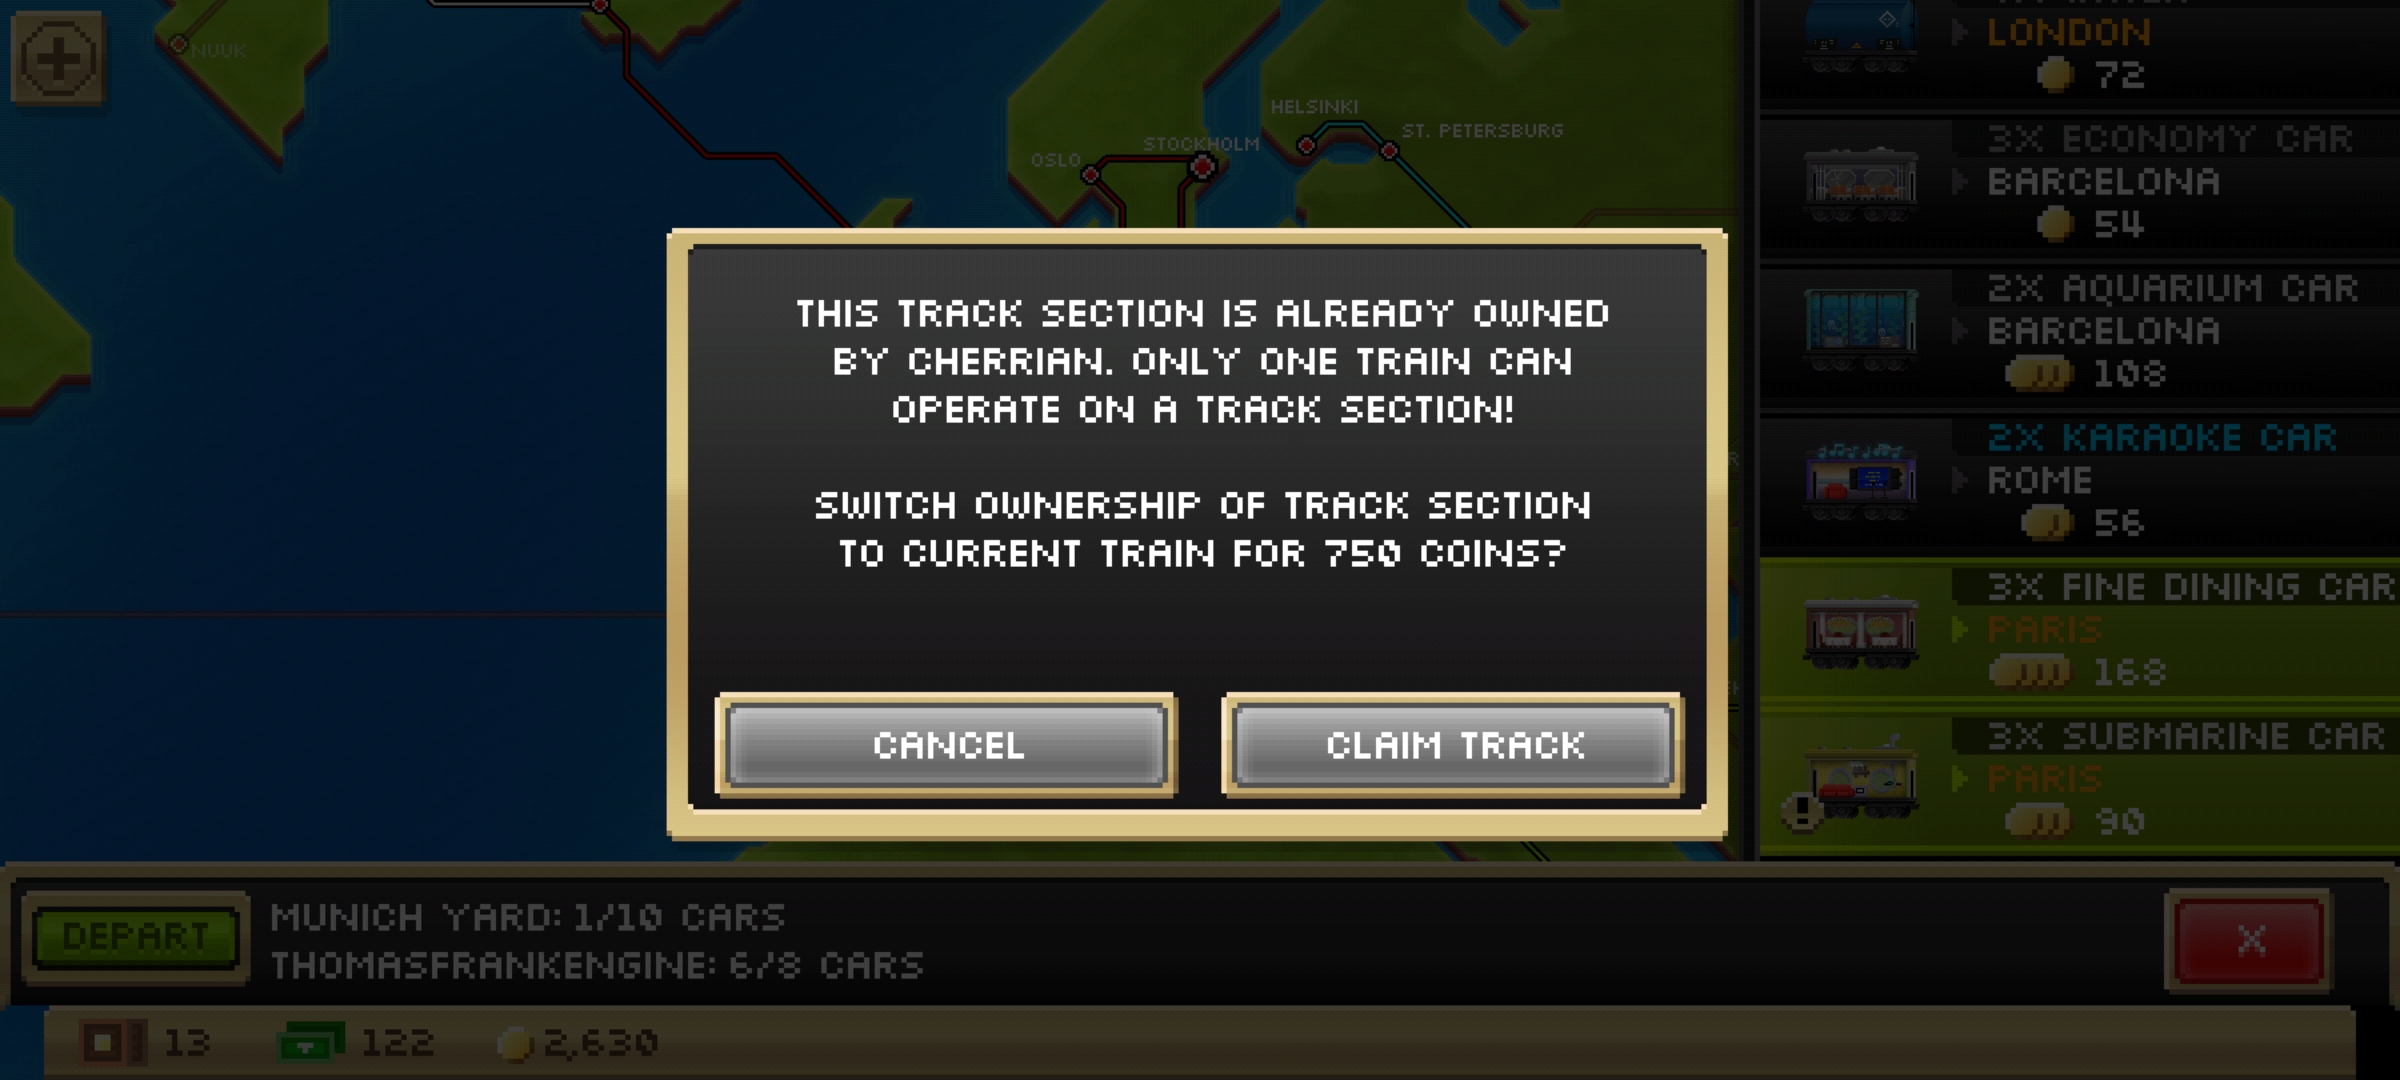 NUUK
HELSINKI
ST. PETERSBURG
STOCKHOLM
OSLO
LONDON
72
3X ECONOMY CAR
BARCELONA
54
2X AQUARIUM CAR
BARCELONA
108
2X KARAOKE CAR
ROME
56
3X FINE DINING CAR
PARIS
168
3X SUBMARINE CAR
PARIS
90
THIS TRACK SECTION IS ALREADY OWNED
BY CHERRIAN. ONLY ONE TRAIN CAN
OPERATE ON A TRACK SECTION!
SWITCH OWNERSHIP OF TRACK SECTION
TO CURRENT TRAIN FOR 750 COINS?
CANCEL
CLAIM TRACK
DEPART
MUNICH YARD: 1/10 CARS
THOMASFRANKENGINE: 6/8 CARS
X
13
122
2,630